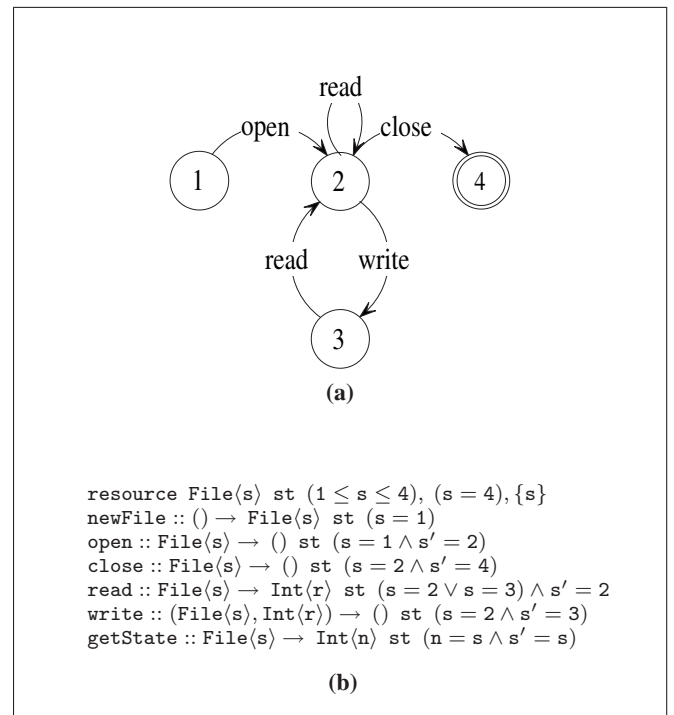 read
open
close
1
2
4
read
write
3
(a)
resource File⟨s⟩ st (1 ≤ s ≤ 4), (s = 4), {s}
newFile :: () → File⟨s⟩ st (s = 1)
open :: File⟨s⟩ → () st (s = 1 ∧ s′ = 2)
close :: File⟨s⟩ → () st (s = 2 ∧ s′ = 4)
read :: File⟨s⟩ → Int⟨r⟩ st (s = 2 ∨ s = 3) ∧ s′ = 2
write :: (File⟨s⟩, Int⟨r⟩) → () st (s = 2 ∧ s′ = 3)
getState :: File⟨s⟩ → Int⟨n⟩ st (n = s ∧ s′ = s)
(b)